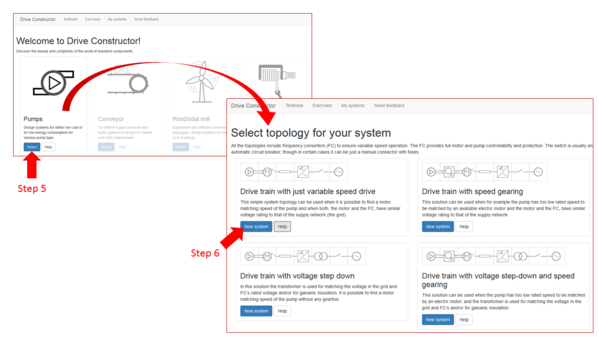 Drive Constructor Textbook Exercises My systems Send feedback
Welcome to Drive Constructor!
Discover the beauty and complexity of the world of standard components.
Pumps
Design systems for either low cost or
for low energy consumption for
various pump type.
Select Help
Conveyor
To different gear solutions and
Select Help
Wind/tidal mill
Experiment with different drive train
Select
Step 5
Drive Constructor Textbook Exercises My systems Send feedback
Select topology for your system
All the topologies include frequency converters (FC) to ensure variable speed operation. The FC provides full motor and pump controllability and protection. The switch is usually an
automatic circuit breaker, though in certain cases it can be just a manual connector with fuses.
Drive train with just variable speed drive
This simple system topology can be used when it is possible to find a motor
matching speed of the pump and when both, the motor and the FC, have similar
voltage rating to that of the supply network (the grid).
New system Help
Drive train with speed gearing
This solution can be used when for example the pump has too low rated speed to
be matched by an available electric motor and the motor and the FC, have similar
voltage rating to that of the supply network.
New system Help
Step 6
Drive train with voltage step down
In this solution the transformer is used for matching the voltage in the grid and
FC's rated voltage and/or for galvanic insulation. It is possible to find a motor
matching speed of the pump without any gearbox.
New system Help
Drive train with voltage step-down and speed
gearing
This solution can be used when the pump has too low rated speed to be matched
by an electric motor, and the transformer is used for matching the voltage in the
grid and FC's and/or for galvanic insulation.
New system Help